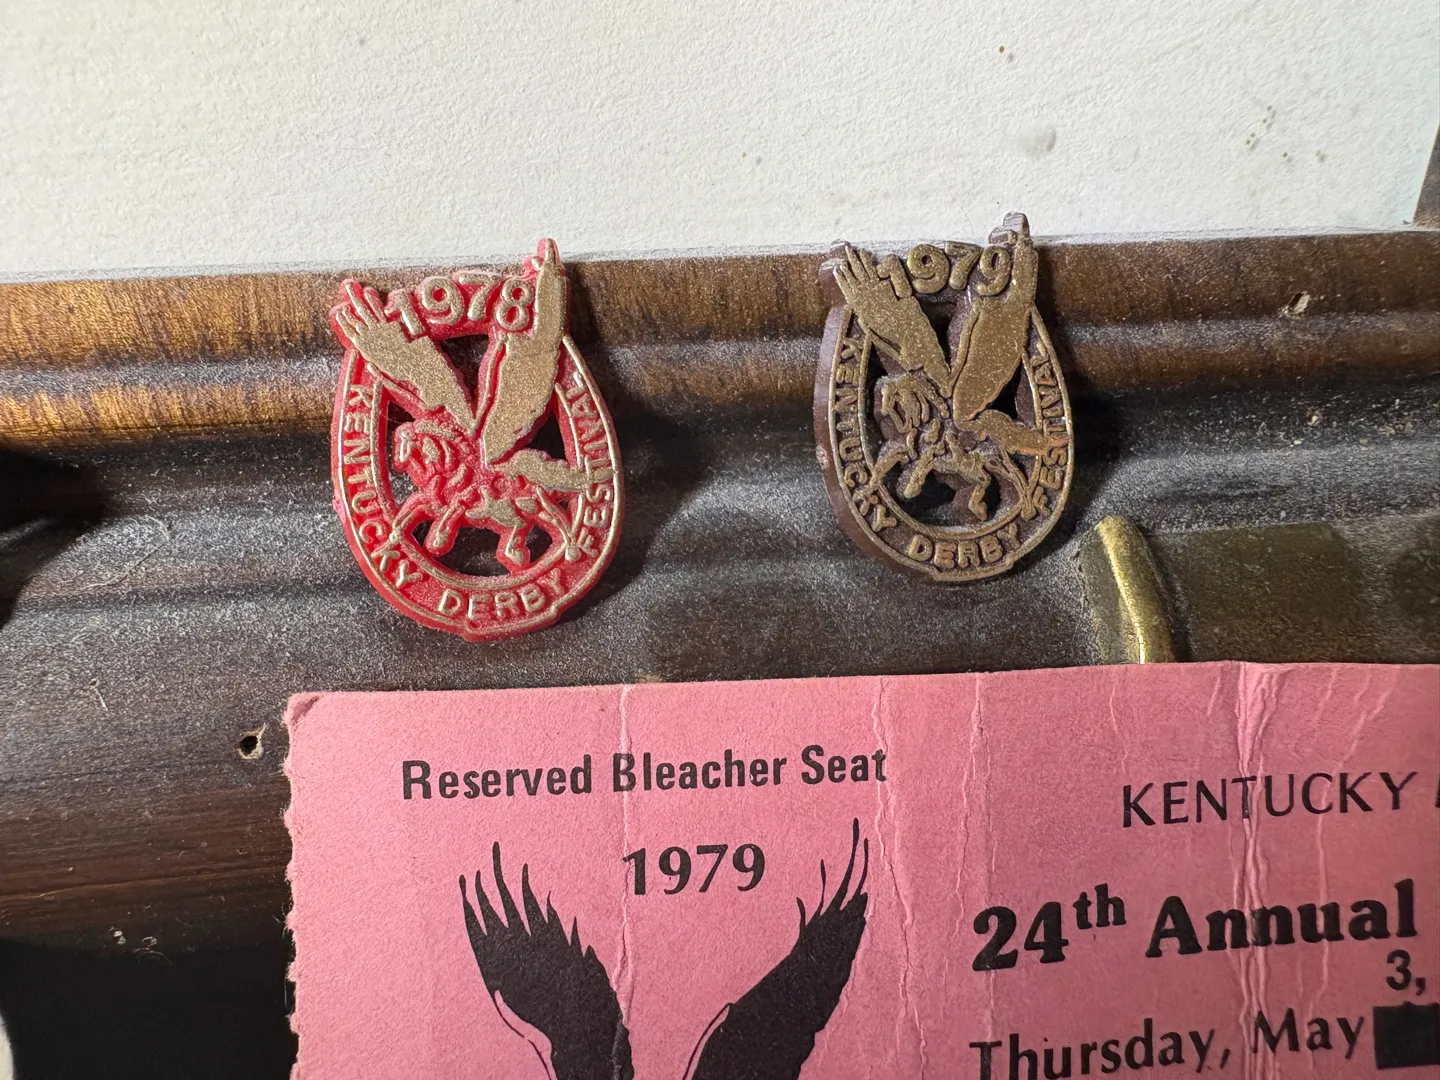 1978
KENTUCKY DERBY FESTIVAL
1979
KENTUCKY DERBY FESTIVAL
Reserved Bleacher Seat
1979
KENTUCKY
24th Annual
3,
Thursday, May